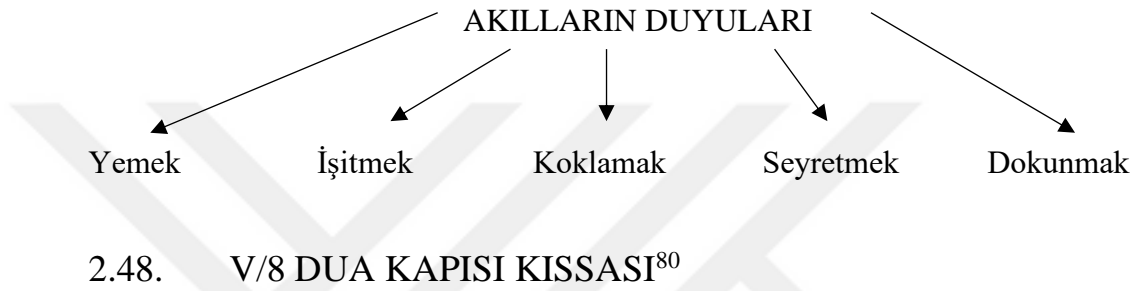 AKILLARIN DUYULARI
Yemek İşitmek Koklamak Seyretmek Dokunmak
2.48. V/8 DUA KAPISI KISSASI80